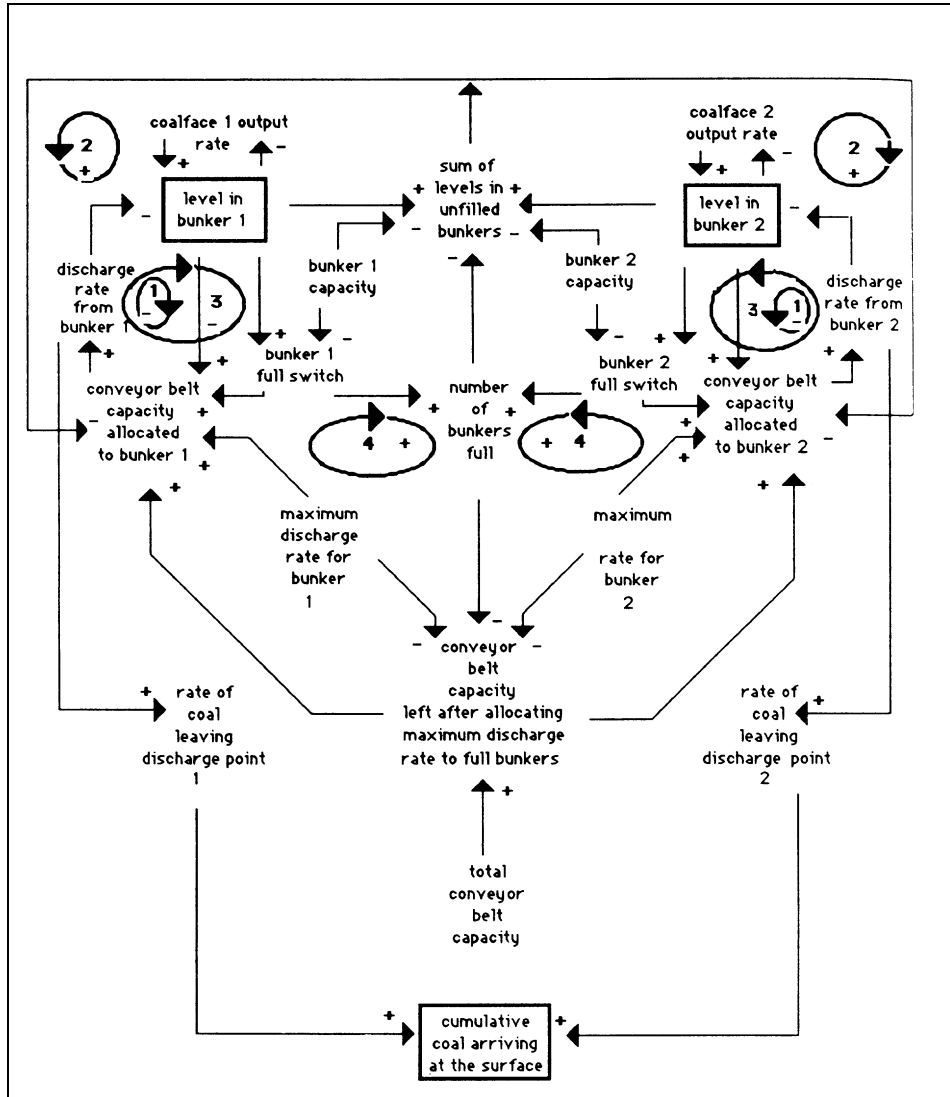 coalface 1 output
rate
2
+
-
+
-
level in
bunker 1
-
sum of
levels in
unfilled
bunkers
+
+
-
-
-
coalface 2
output rate
2
+
-
+
-
level in
bunker 2
-
discharge
rate
from
bunker 1
1
-
3
-
bunker 1
capacity
bunker 2
capacity
3
1
-
discharge
rate from
bunker 2
+
+
+
-
bunker 1
full switch
-
+
bunker 2
full switch
+
+
conveyor belt
capacity
allocated
to bunker 1
-
+
+
+
number
of
bunkers
full
+
+
4
+
+
4
conveyor belt
capacity
allocated
to bunker 2
+
+
-
+
+
maximum
discharge
rate for
bunker
1
maximum
rate for
bunker
2
-
-
-
conveyor
belt
capacity
left after allocating
maximum discharge
rate to full bunkers
+
+
rate of
coal
leaving
discharge point
1
+
rate of
coal
leaving
discharge point
2
total
conveyor
belt
capacity
+
+
cumulative
coal arriving
at the surface